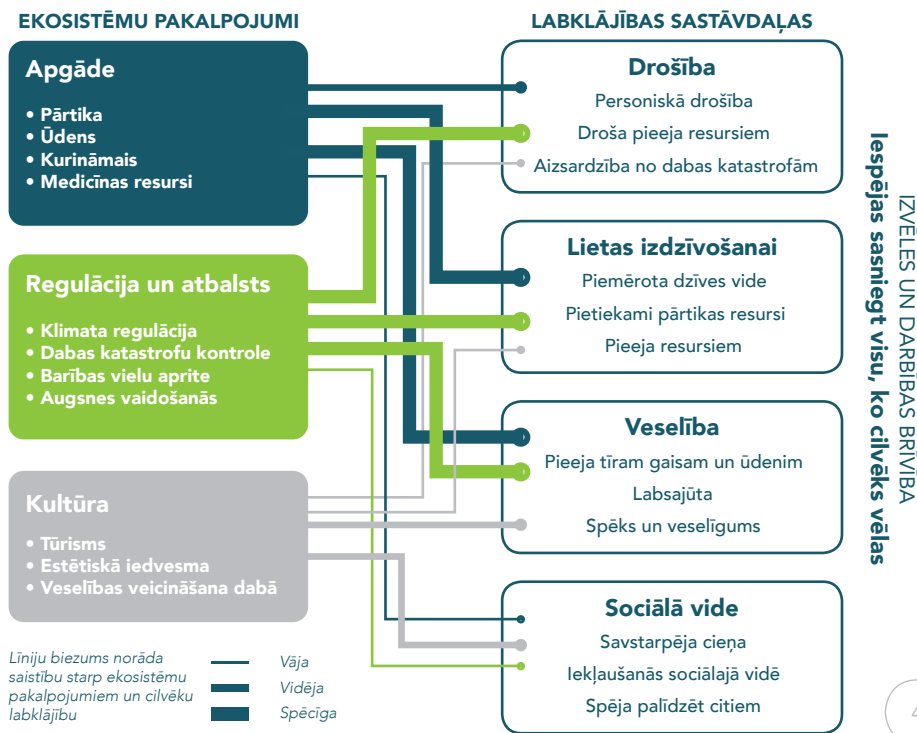 EKOSISTĒMU PAKALPOJUMI
Apgāde
• Pārtika
• Ūdens
• Kurināmais
• Medicīnas resursi
Regulācija un atbalsts
• Klimata regulācija
• Dabas katastrofu kontrole
• Barības vielu aprite
• Augsnes vaidošanās
Kultūra
• Tūrisms
• Estētiskā iedvesma
• Veselības veicināšana dabā
Līniju biezums norāda
saistību starp ekosistēmu
pakalpojumiem un cilvēku
labklājību
Vāja
Vidēja
Spēcīga
LABKLĀJĪBAS SASTĀVDAĻAS
Drošība
Personiskā drošība
Droša pieeja resursiem
Aizsardzība no dabas katastrofām
Lietas izdzīvošanai
Piemērota dzīves vide
Pietiekami pārtikas resursi
Pieeja resursiem
Veselība
Pieeja tīram gaisam un ūdenim
Labsajūta
Spēks un veselīgums
Sociālā vide
Savstarpēja cieņa
Iekļaušanās sociālajā vidē
Spēja palīdzēt citiem
IZVĒLES UN DARBĪBAS BRĪVĪBA
Iespējas sasniegt visu, ko cilvēks vēlas
4